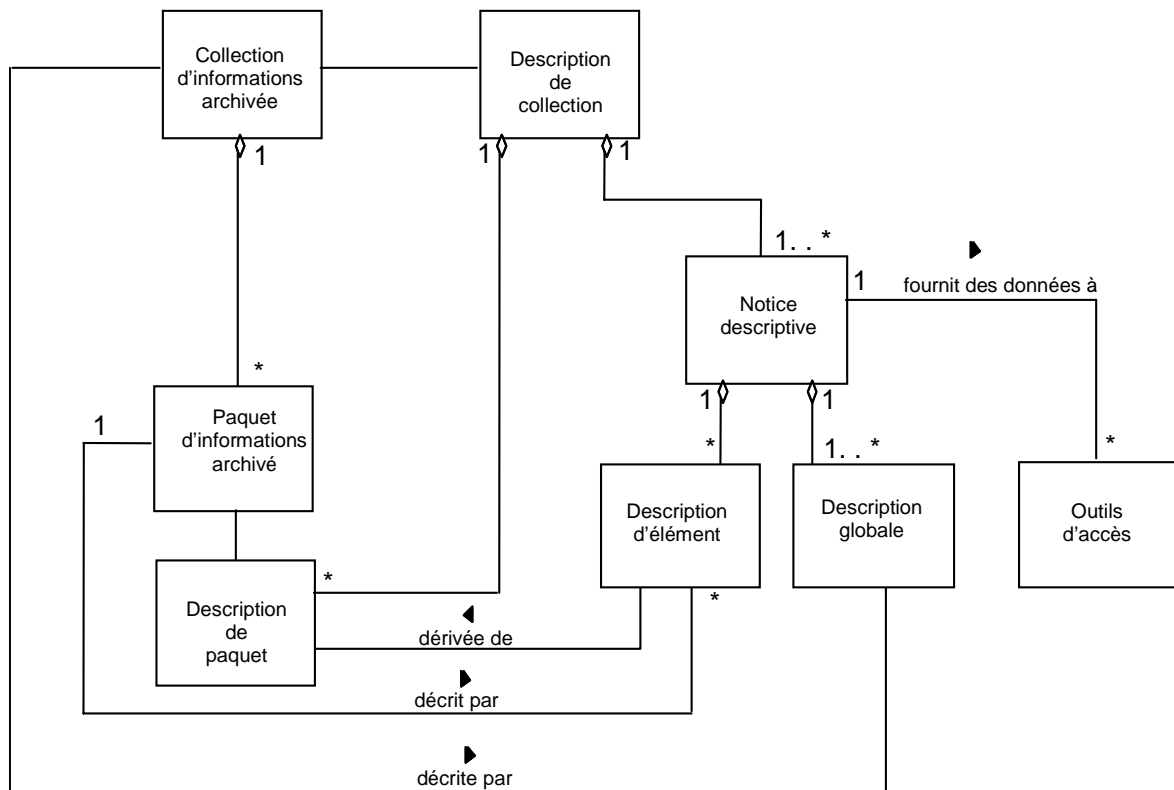 Collection
d'informations
archivée
Description
de
collection
1
1
1
1. . *
fournit des données à
1
Notice
descriptive
*
Paquet
d'informations
archivé
1
1
1
*
1. . *
*
Description
d'élément
Description
globale
Outils
d'accès
*
Description
de
paquet
*
dérivée de
décrit par
décrite par